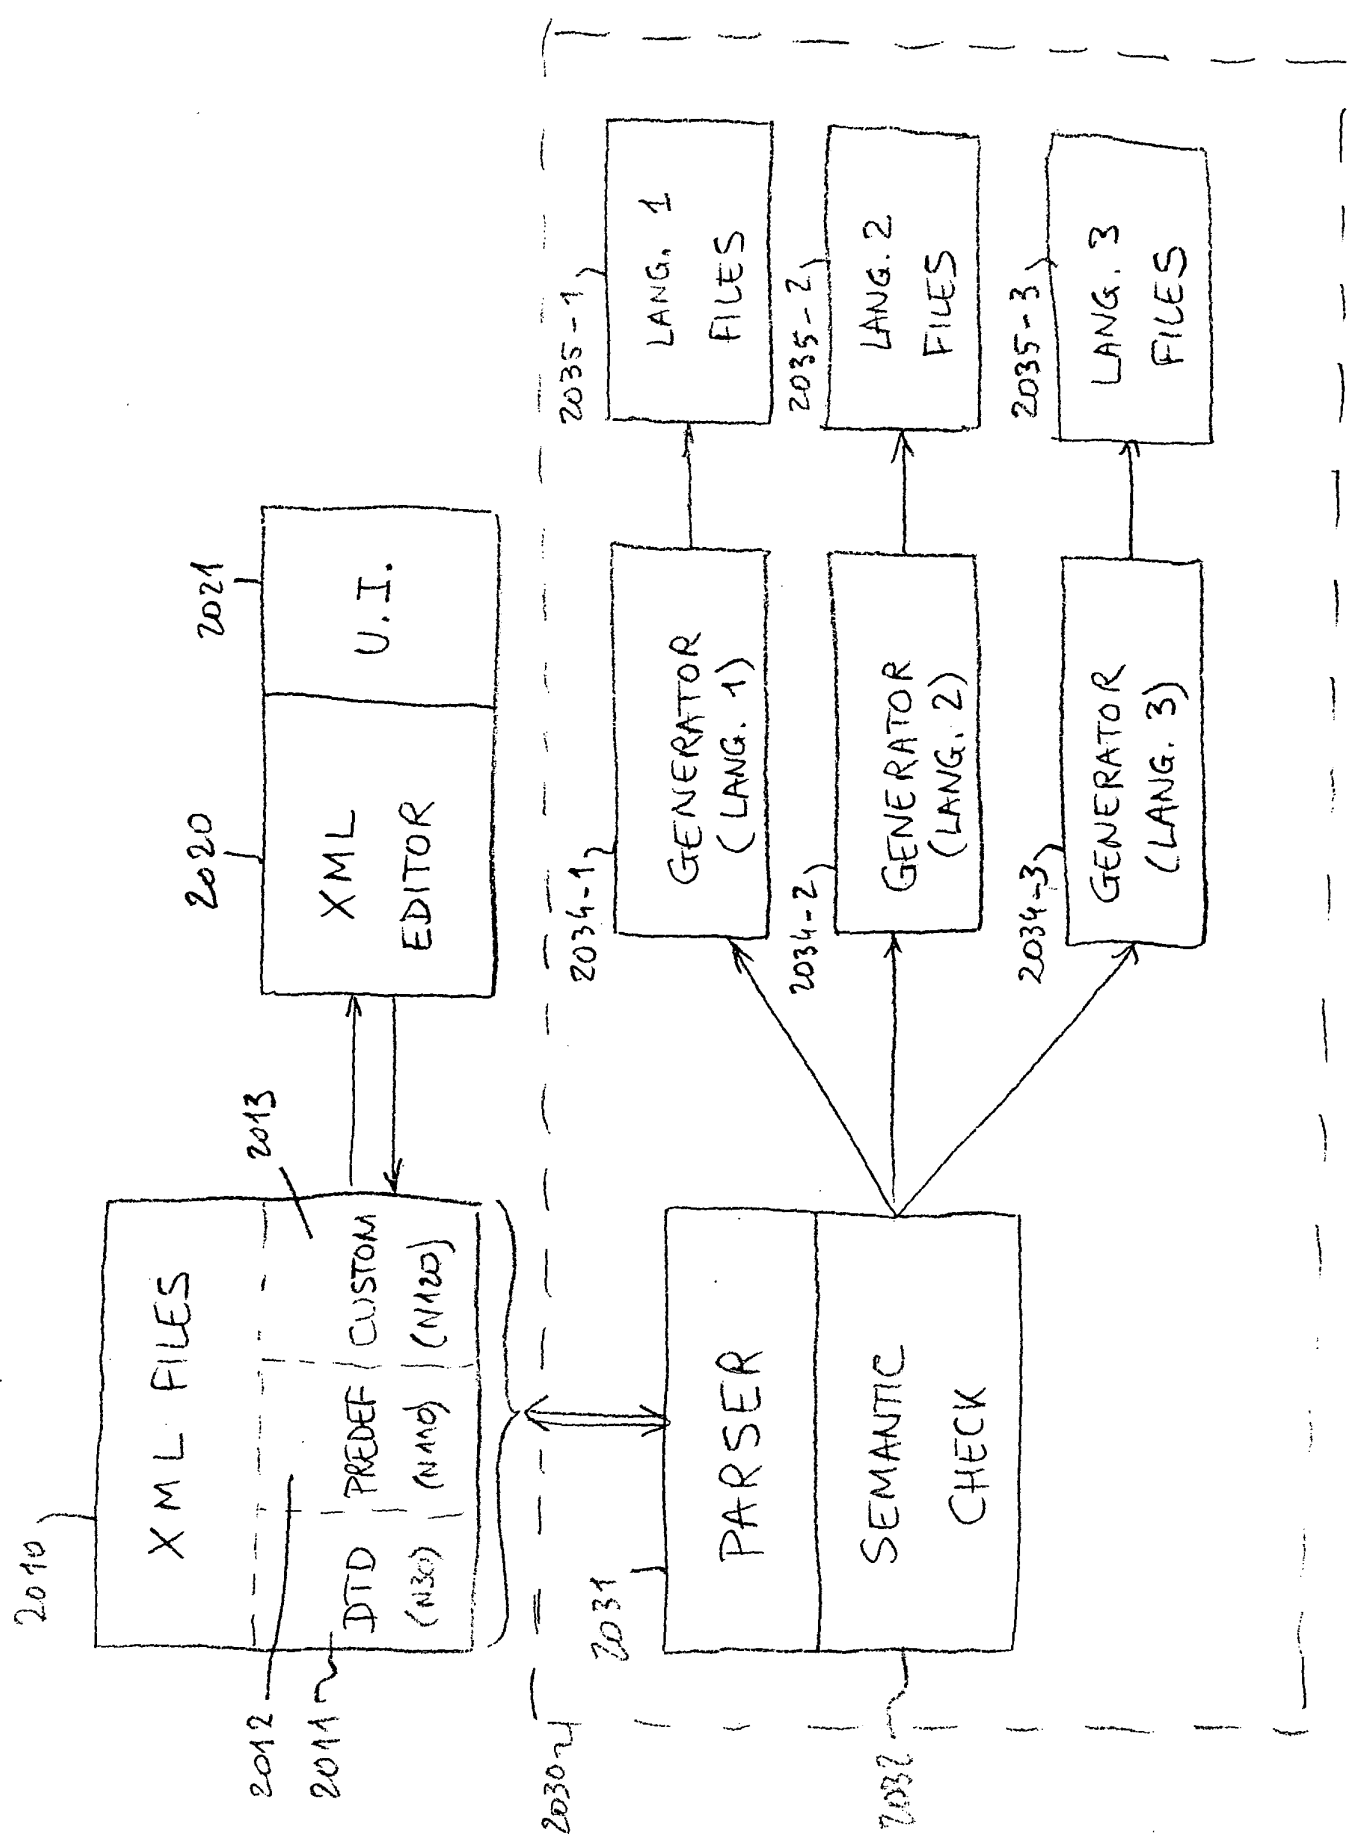 2010
XML FILES
2012
2011
DTD
(N30)
PREDEF
(N110)
CUSTOM
(N120)
2013
2020
XML
EDITOR
2021
U.I.
2030
2031
PARSER
2032
SEMANTIC
CHECK
2034-1
GENERATOR
(LANG. 1)
2035-1
LANG. 1
FILES
2034-2
GENERATOR
(LANG. 2)
2035-2
LANG. 2
FILES
2034-3
GENERATOR
(LANG. 3)
2035-3
LANG. 3
FILES